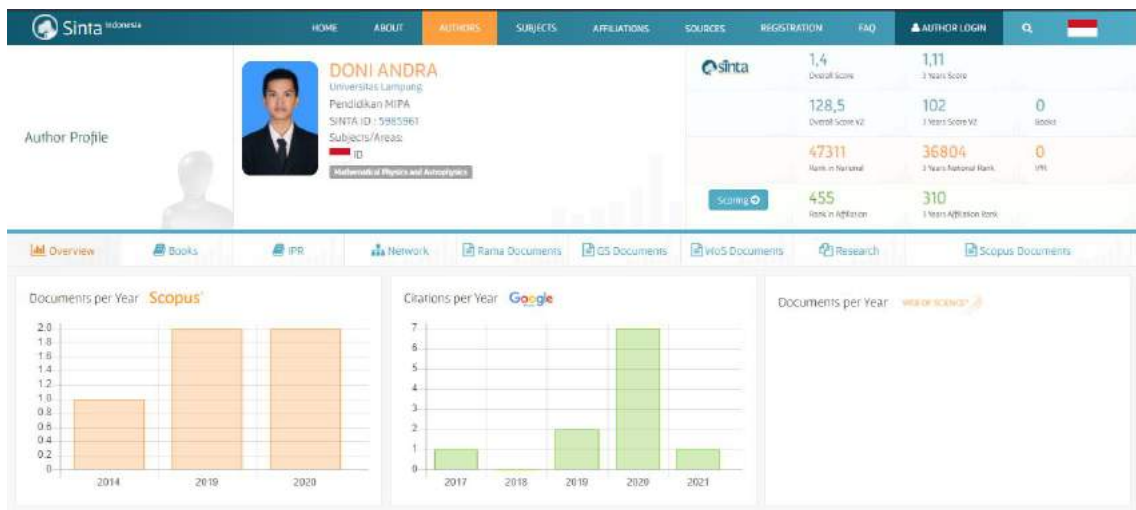 Sinta Indonesia
HOME ABOUT AUTHORS SUBJECTS AFFILIATIONS SOURCES REGISTRATION FAQ AUTHOR LOGIN
Author Profile
DONI ANDRA
Universitas Lampung
Pendidikan MIPA
SINTA ID : 5985961
Subjects/Areas:
ID
Mathematical Physics and Astrophysics
sinta
1,4 1,11
Overall Score 3 Years Score
128,5 102 0
Overall Score V2 3 Years Score V2 Books
47311 36804 0
Rank in National 3 Years National Rank IPR
Scoring
455 310
Rank in Affiliation 3 Years Affiliation Rank
Overview Books IPR Network Rama Documents GS Documents WoS Documents Research Scopus Documents
Documents per Year Scopus
2.0
1.8
1.6
1.4
1.2
1.0
0.8
0.6
0.4
0.2
0
2014 2019 2020
Citations per Year Google
7
6
5
4
3
2
1
0
2017 2018 2019 2020 2021
Documents per Year WEB OF SCIENCE